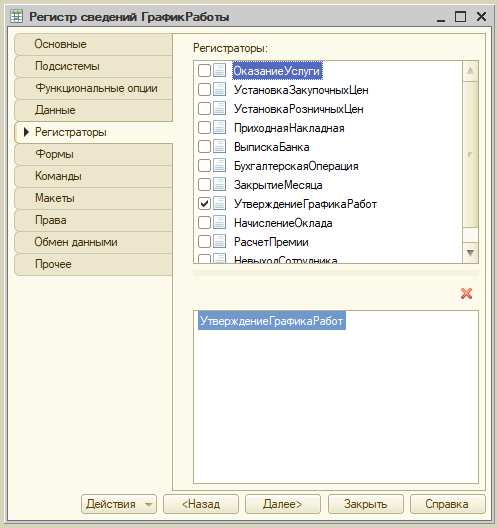 Регистр сведений ГрафикРаботы
Основные
Подсистемы
Функциональные опции
Данные
Регистраторы
Формы
Команды
Макеты
Права
Обмен данными
Прочее
Регистраторы:
ОказаниеУслуги
УстановкаЗакупочныхЦен
УстановкаРозничныхЦен
ПриходнаяНакладная
ВыпискаБанка
БухгалтерскаяОперация
ЗакрытиеМесяца
УтверждениеГрафикаРабот
НачислениеОклада
РасчетПремии
НевыходСотрудника
УтверждениеГрафикаРабот
Действия
<Назад
Далее>
Закрыть
Справка